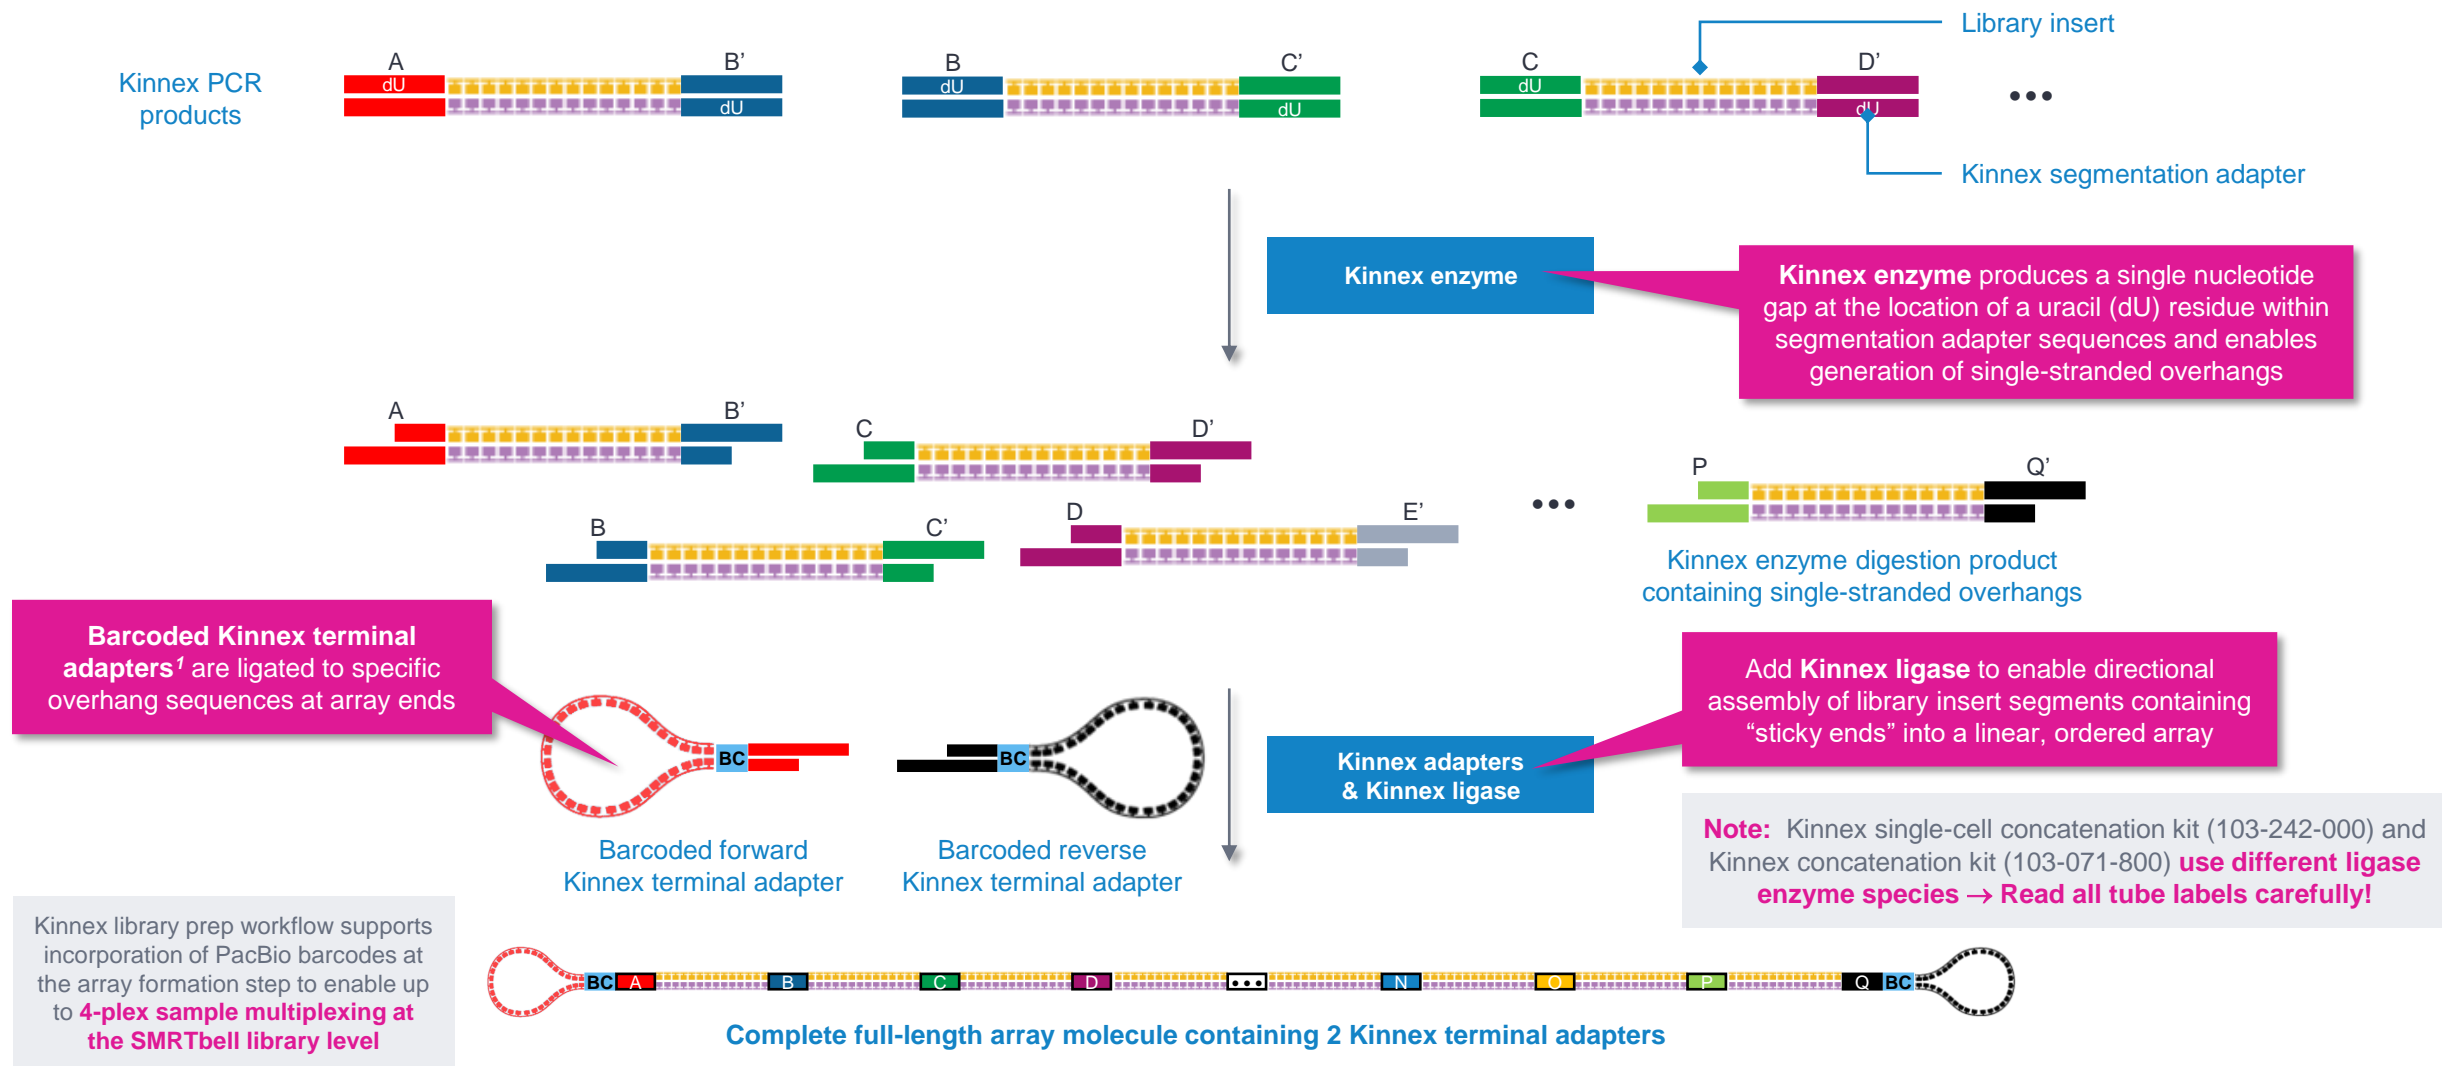 Library insert
A
B’
B
C’
C
D’
Kinnex PCR
products
dU
dU
dU
dU
dU
dU
•••
Kinnex segmentation adapter
Kinnex enzyme
Kinnex enzyme produces a single nucleotide
gap at the location of a uracil (dU) residue within
segmentation adapter sequences and enables
generation of single-stranded overhangs
A
B’
C
D’
P
Q’
•••
B
C’
D
E’
Kinnex enzyme digestion product
containing single-stranded overhangs
Barcoded Kinnex terminal
adapters¹ are ligated to specific
overhang sequences at array ends
Add Kinnex ligase to enable directional
assembly of library insert segments containing
“sticky ends” into a linear, ordered array
BC
BC
Kinnex adapters
& Kinnex ligase
Barcoded forward
Kinnex terminal adapter
Barcoded reverse
Kinnex terminal adapter
Note: Kinnex single-cell concatenation kit (103-242-000) and
Kinnex concatenation kit (103-071-800) use different ligase
enzyme species → Read all tube labels carefully!
Kinnex library prep workflow supports
incorporation of PacBio barcodes at
the array formation step to enable up
to 4-plex sample multiplexing at
the SMRTbell library level
BC A B C D ••• N O P Q BC
Complete full-length array molecule containing 2 Kinnex terminal adapters